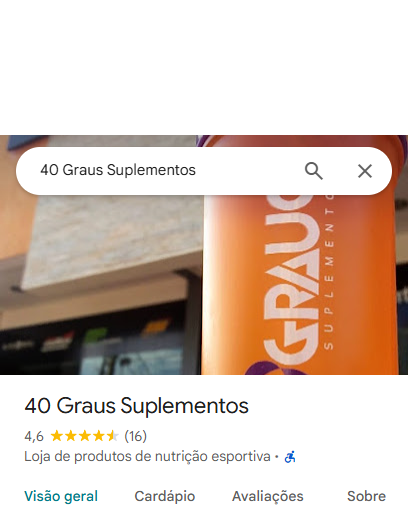 40 Graus Suplementos
GRAUS
SUPLEMENTOS
40 Graus Suplementos
4,6 (16)
Loja de produtos de nutrição esportiva ·
Visão geral Cardápio Avaliações Sobre